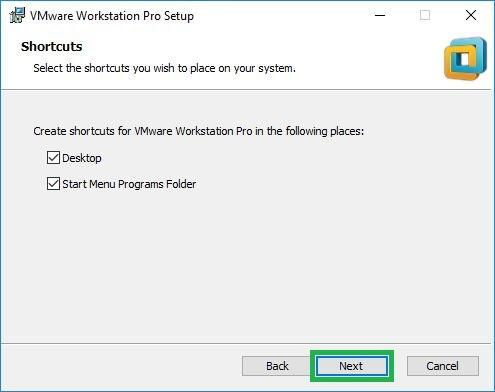 VMware Workstation Pro Setup
Shortcuts
Select the shortcuts you wish to place on your system.
Create shortcuts for VMware Workstation Pro in the following places:
Desktop
Start Menu Programs Folder
Back Next Cancel